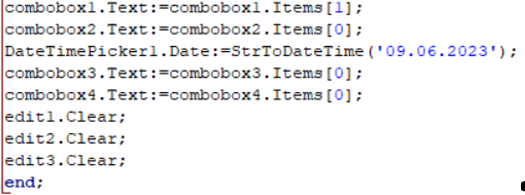 combobox1.Text:=combobox1.Items[1];
combobox2.Text:=combobox2.Items[0];
DateTimePicker1.Date:=StrToDateTime('09.06.2023');
combobox3.Text:=combobox3.Items[0];
combobox4.Text:=combobox4.Items[0];
edit1.Clear;
edit2.Clear;
edit3.Clear;
end;